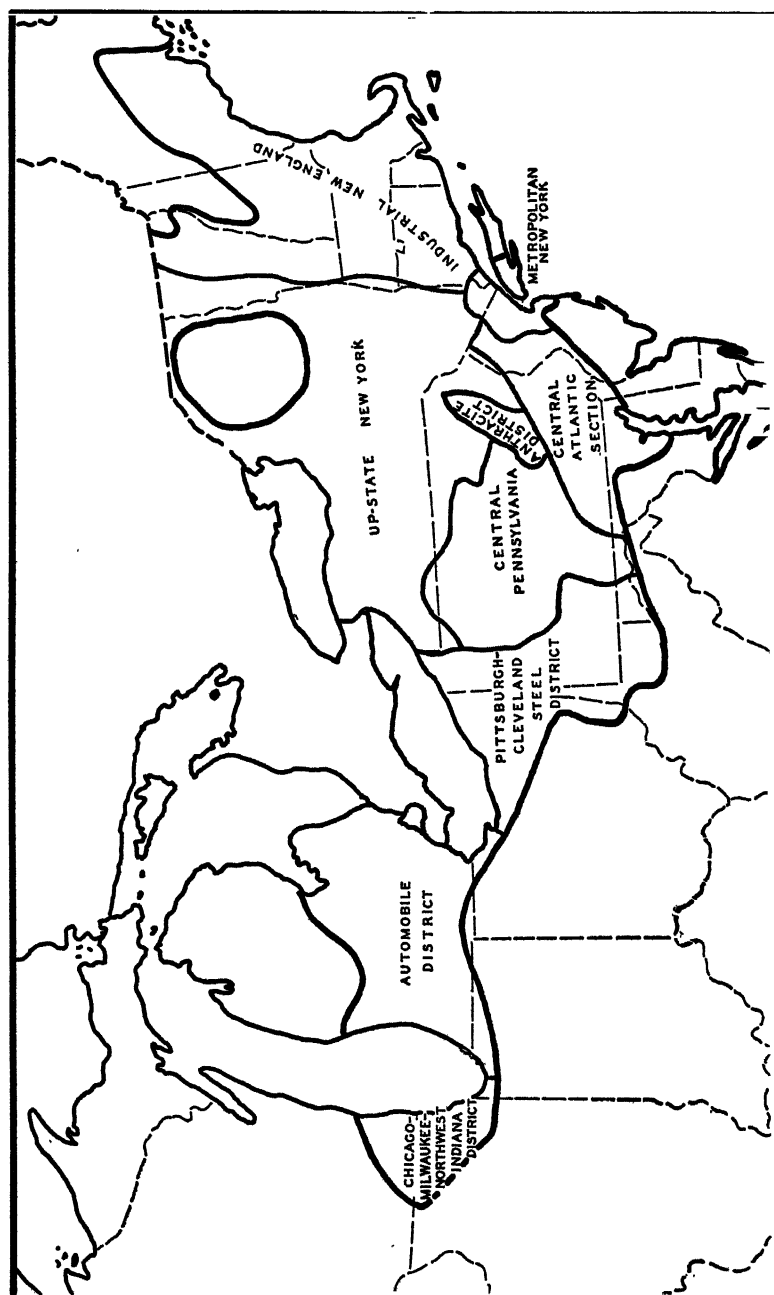 INDUSTRIAL NEW ENGLAND
METROPOLITAN
NEW YORK
UP-STATE NEW YORK
ANTHRACITE
DISTRICT
CENTRAL
ATLANTIC
SECTION
CENTRAL
PENNSYLVANIA
PITTSBURGH-
CLEVELAND
STEEL
DISTRICT
AUTOMOBILE
DISTRICT
CHICAGO-
MILWAUKEE-
NORTHWEST
INDIANA
DISTRICT